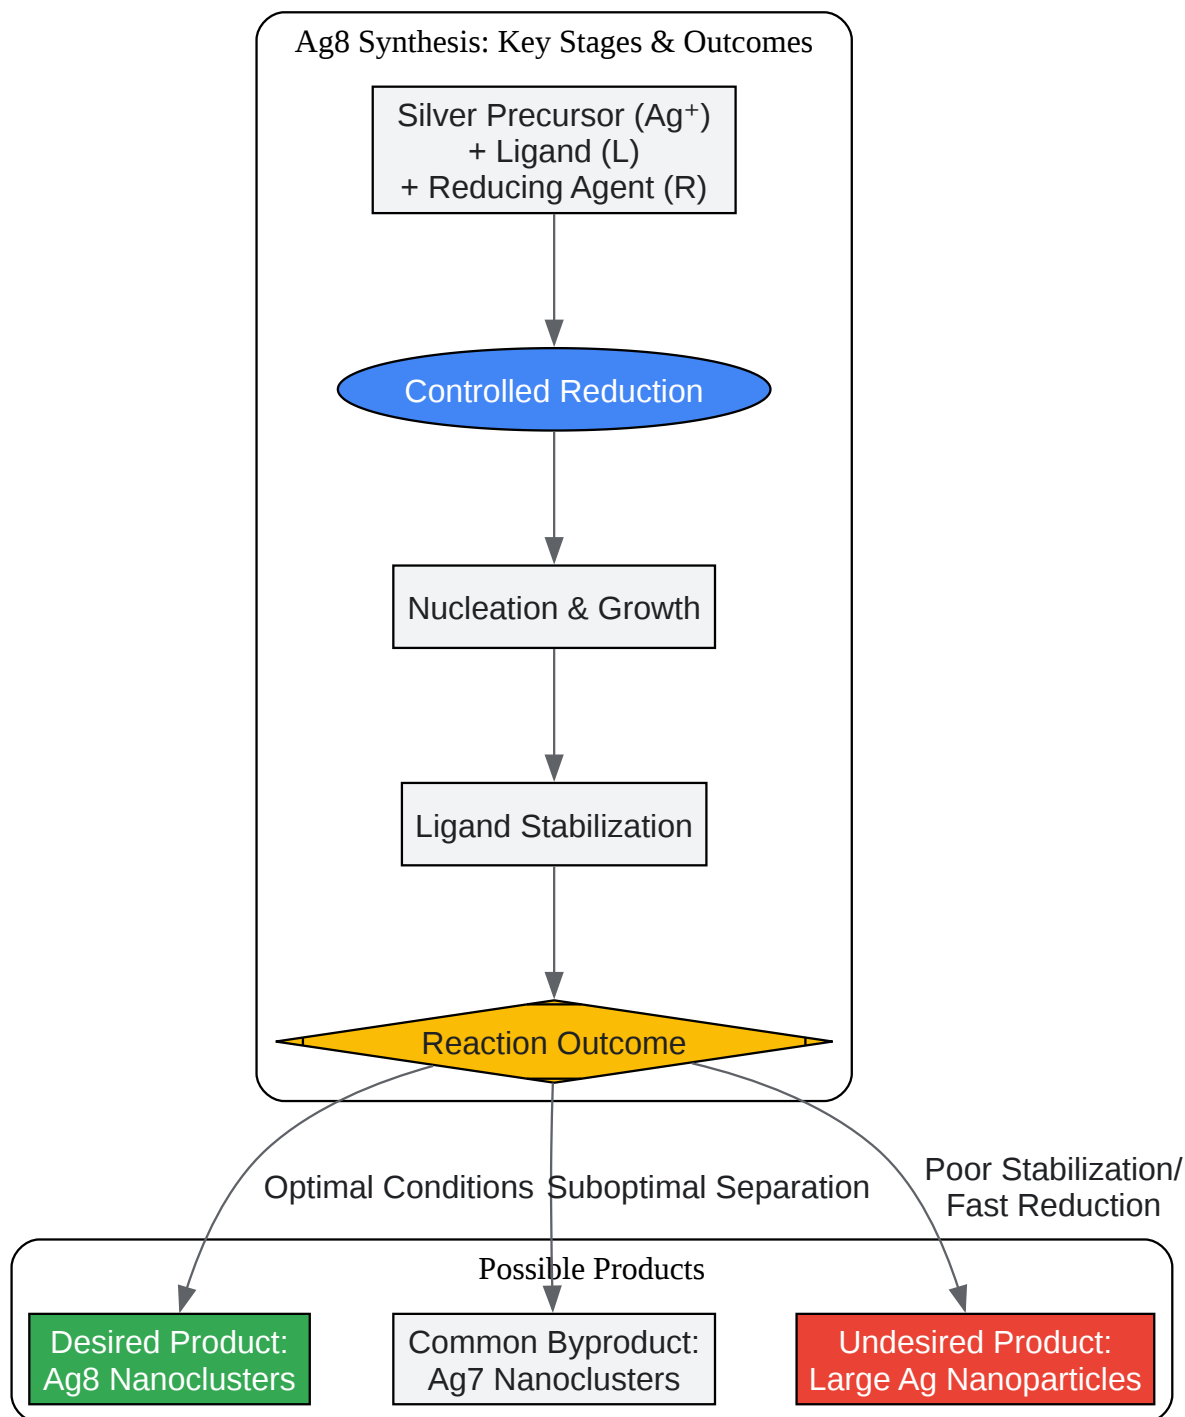 Ag8 Synthesis: Key Stages & Outcomes
Silver Precursor (Ag⁺)
+ Ligand (L)
+ Reducing Agent (R)
Controlled Reduction
Nucleation & Growth
Ligand Stabilization
Reaction Outcome
Optimal Conditions
Suboptimal Separation
Poor Stabilization/
Fast Reduction
Possible Products
Desired Product:
Ag8 Nanoclusters
Common Byproduct:
Ag7 Nanoclusters
Undesired Product:
Large Ag Nanoparticles